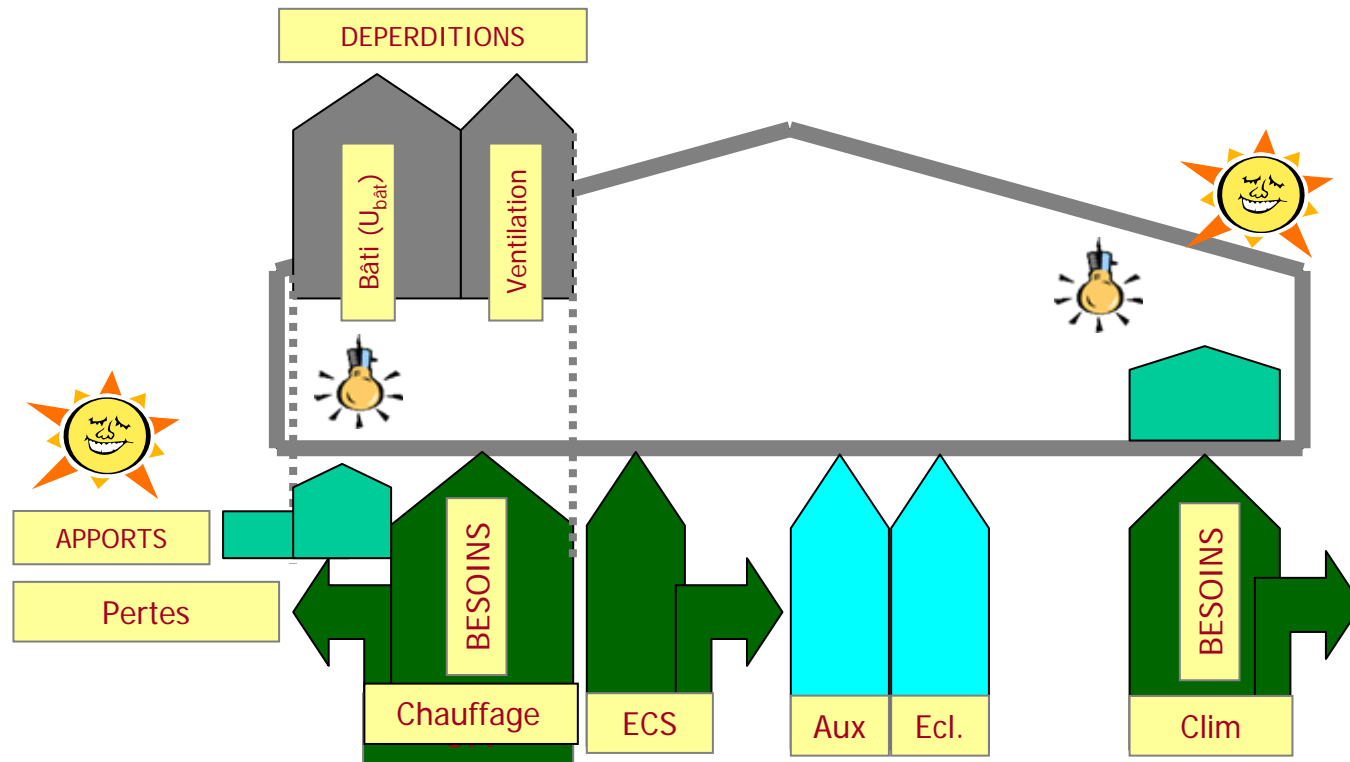 DEPERDITIONS
Bâti (Ubât)
Ventilation
APPORTS
Pertes
BESOINS
BESOINS
Chauffage
ECS
Aux
Ecl.
Clim